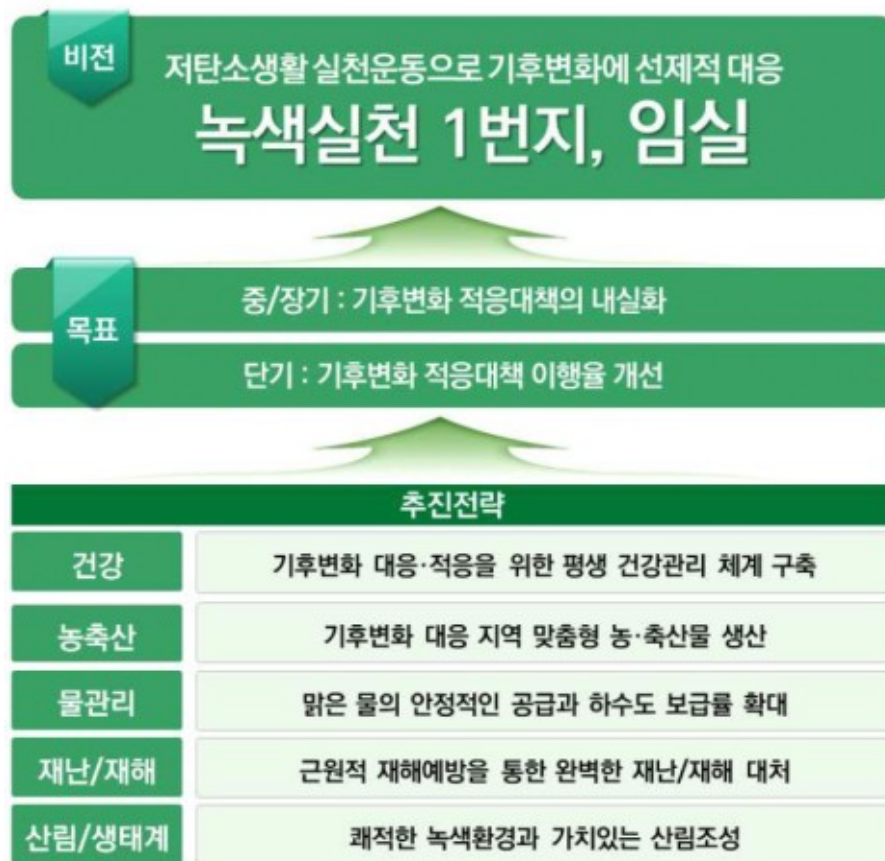 비전
저탄소생활 실천운동으로 기후변화에 선제적 대응
녹색실천 1번지, 임실
목표
중/장기 : 기후변화 적응대책의 내실화
단기 : 기후변화 적응대책 이행율 개선
추진전략
건강 기후변화 대응·적응을 위한 평생 건강관리 체계 구축
농축산 기후변화 대응 지역 맞춤형 농·축산물 생산
물관리 맑은 물의 안정적인 공급과 하수도 보급률 확대
재난/재해 근원적 재해예방을 통한 완벽한 재난/재해 대처
산림/생태계 쾌적한 녹색환경과 가치있는 산림조성